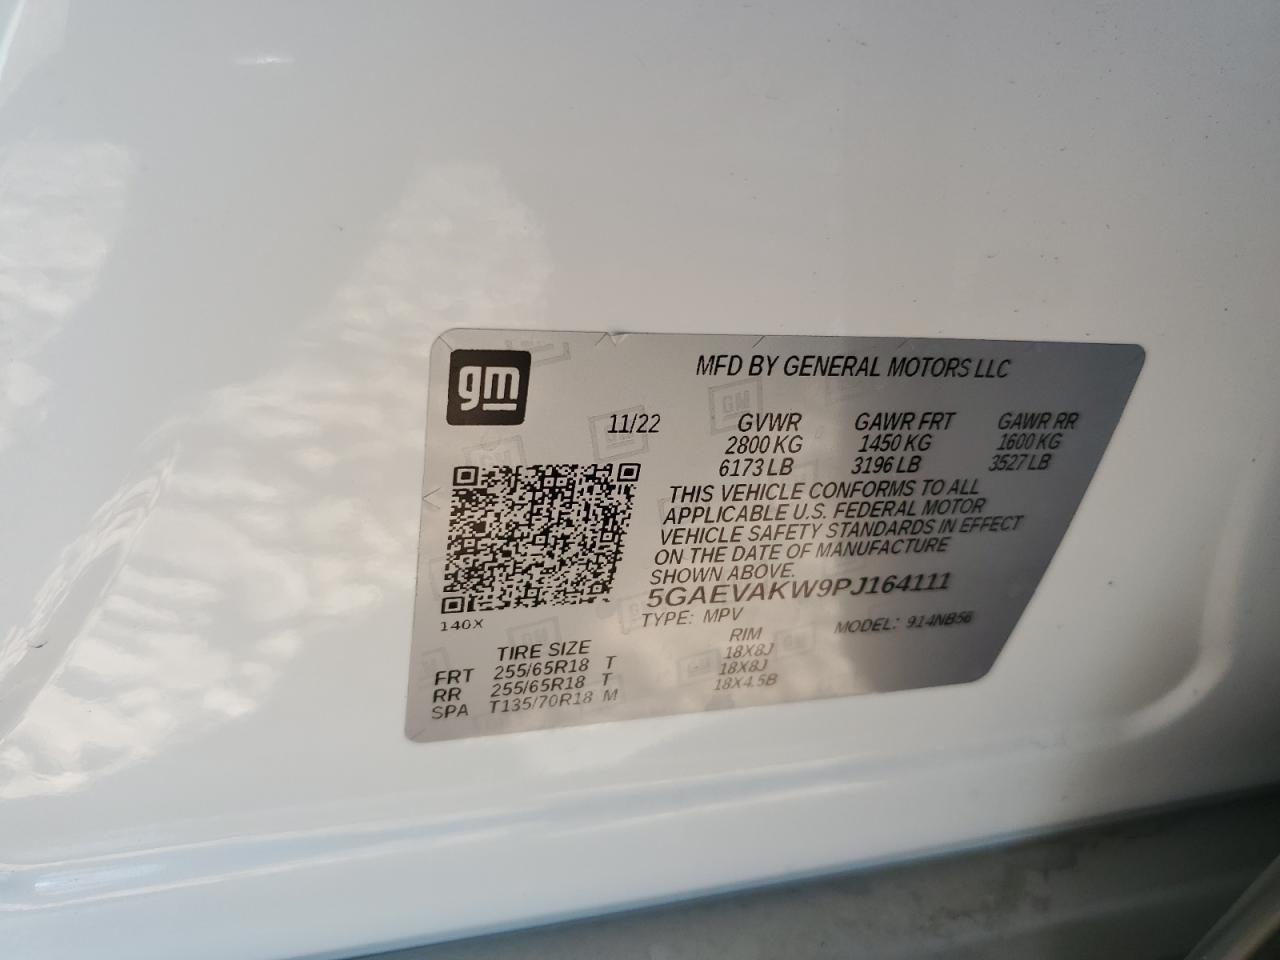 gm
MFD BY GENERAL MOTORS LLC
11/22 GVWR GAWR FRT GAWR RR
2800 KG 1450 KG 1600 KG
6173 LB 3196 LB 3527 LB
THIS VEHICLE CONFORMS TO ALL
APPLICABLE U.S. FEDERAL MOTOR
VEHICLE SAFETY STANDARDS IN EFFECT
ON THE DATE OF MANUFACTURE
SHOWN ABOVE.
5GAEVAKW9PJ164111
TYPE: MPV MODEL: 914NB56
140X
TIRE SIZE RIM
FRT 255/65R18 T 18X8J
RR 255/65R18 T 18X8J
SPA T135/70R18 M 18X4.5B